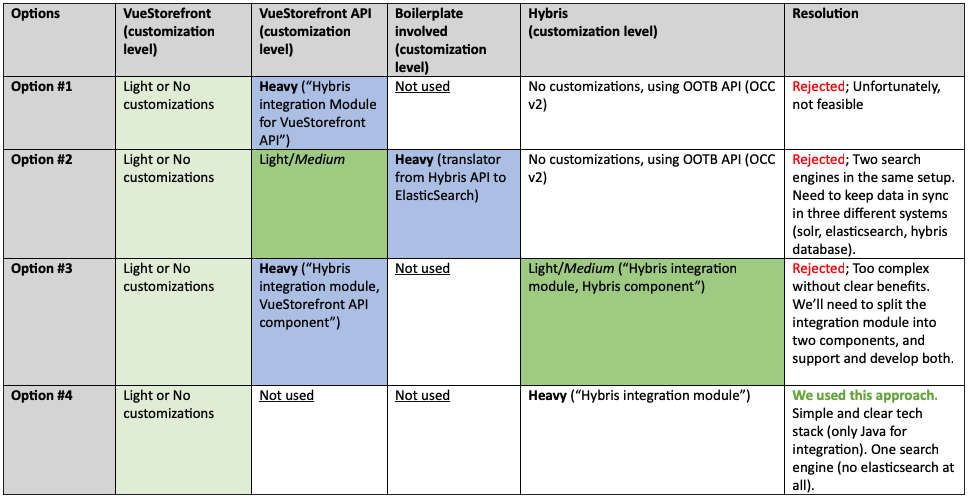 Options
VueStorefront
(customization
level)
VueStorefront API
(customization
level)
Boilerplate
involved
(customization
level)
Hybris
(customization level)
Resolution
Option #1
Light or No
customizations
Heavy (“Hybris
integration Module
for VueStorefront
API”)
Not used
No customizations, using OOTB API (OCC
v2)
Rejected; Unfortunately,
not feasible
Option #2
Light or No
customizations
Light/Medium
Heavy (translator
from Hybris API to
ElasticSearch)
No customizations, using OOTB API (OCC
v2)
Rejected; Two search
engines in the same setup.
Need to keep data in sync
in three different systems
(solr, elasticsearch, hybris
database).
Option #3
Light or No
customizations
Heavy (“Hybris
integration module,
VueStorefront API
component”)
Not used
Light/Medium (“Hybris integration
module, Hybris component”)
Rejected; Too complex
without clear benefits.
We’ll need to split the
integration module into
two components, and
support and develop both.
Option #4
Light or No
customizations
Not used
Not used
Heavy (“Hybris integration module”)
We used this approach.
Simple and clear tech
stack (only Java for
integration). One search
engine (no elasticsearch at
all).